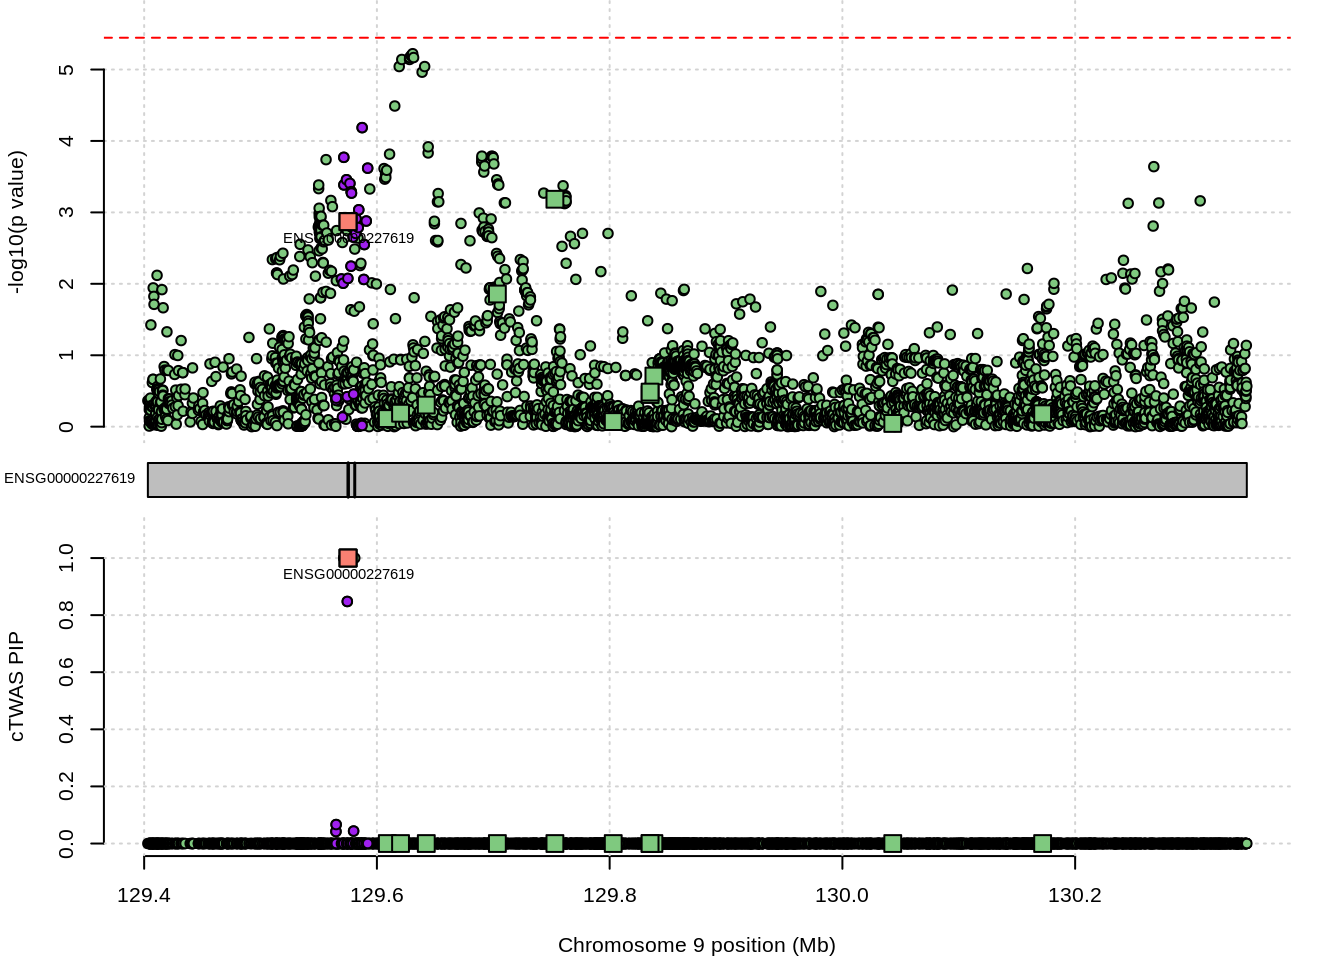 -log10(p value)
5
4
3
2
1
0
ENSG00000227619
ENSG00000227619
cTWAS PIP
1.0
0.8
0.6
0.4
0.2
0.0
ENSG00000227619
129.4 129.6 129.8 130.0 130.2
Chromosome 9 position (Mb)